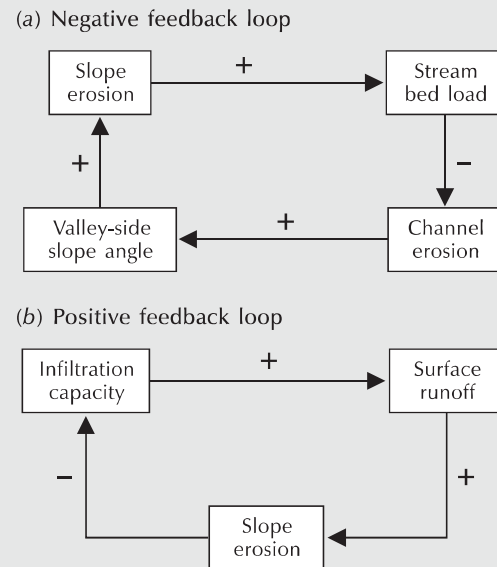 (a) Negative feedback loop
Slope
erosion
+
Stream
bed load
+
–
Valley-side
slope angle
+
Channel
erosion
(b) Positive feedback loop
Infiltration
capacity
+
Surface
runoff
–
+
Slope
erosion